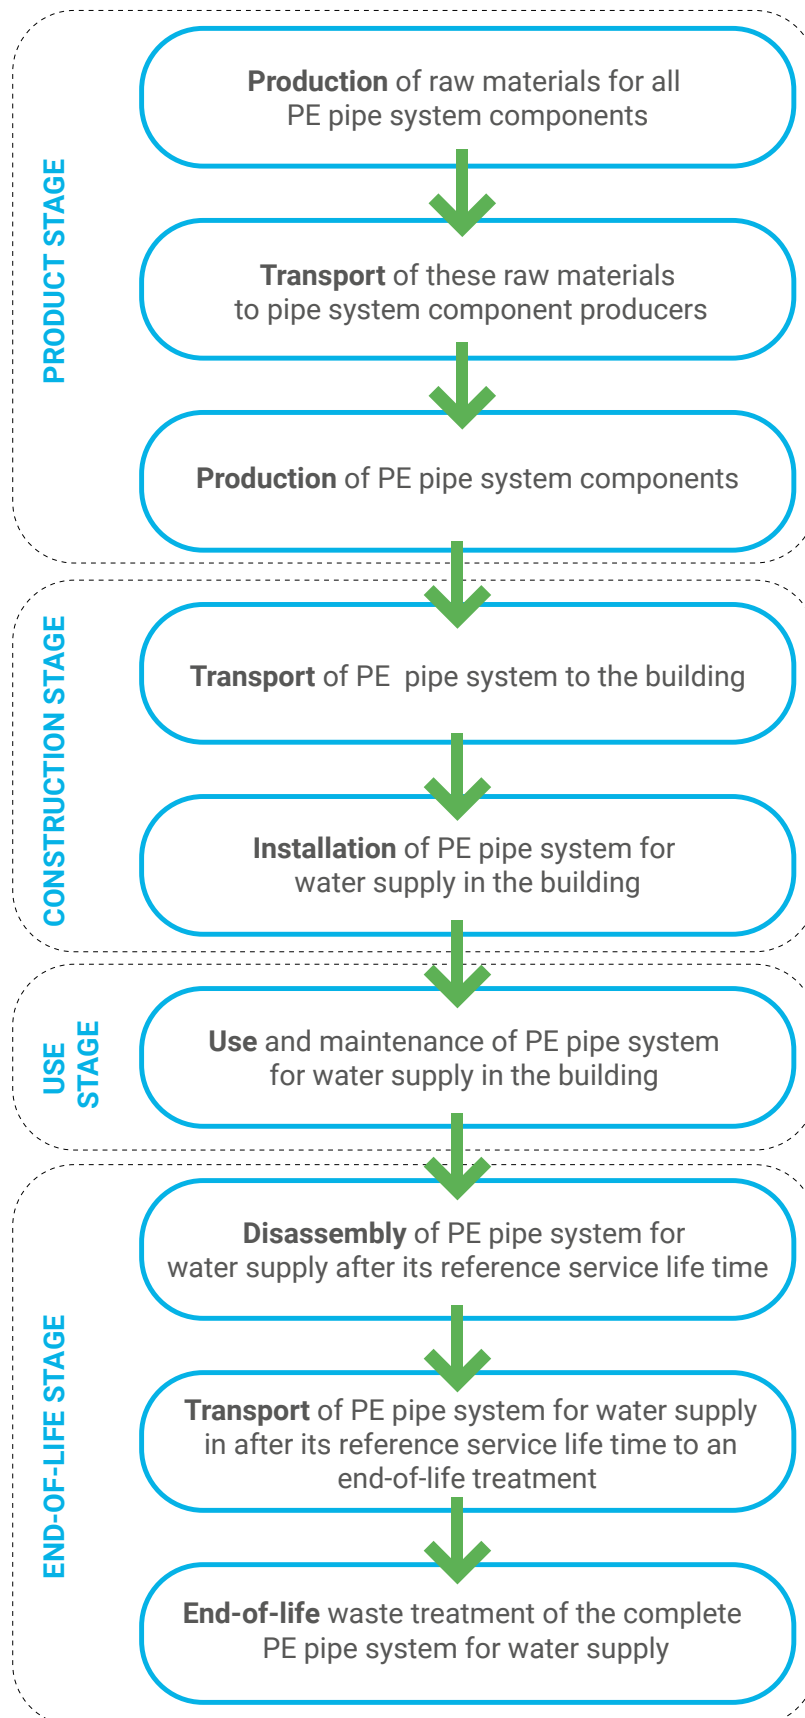 PRODUCT STAGE
Production of raw materials for all
PE pipe system components
Transport of these raw materials
to pipe system component producers
Production of PE pipe system components
CONSTRUCTION STAGE
Transport of PE  pipe system to the building
Installation of PE pipe system for
water supply in the building
USE
STAGE
Use and maintenance of PE pipe system
for water supply in the building
END-OF-LIFE STAGE
Disassembly of PE pipe system for
water supply after its reference service life time
Transport of PE pipe system for water supply
in after its reference service life time to an
end-of-life treatment
End-of-life waste treatment of the complete
PE pipe system for water supply